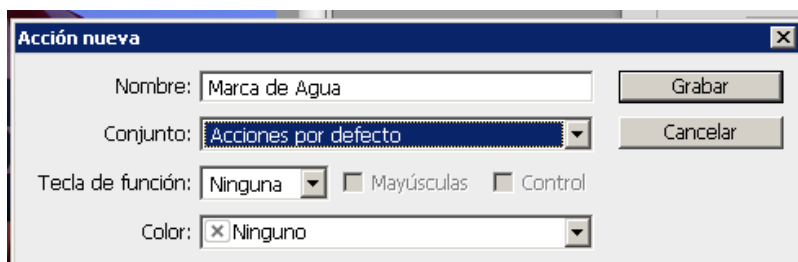 Acción nueva
Nombre: Marca de Agua Grabar
Conjunto: Acciones por defecto Cancelar
Tecla de función: Ninguna Mayúsculas Control
Color: Ninguno